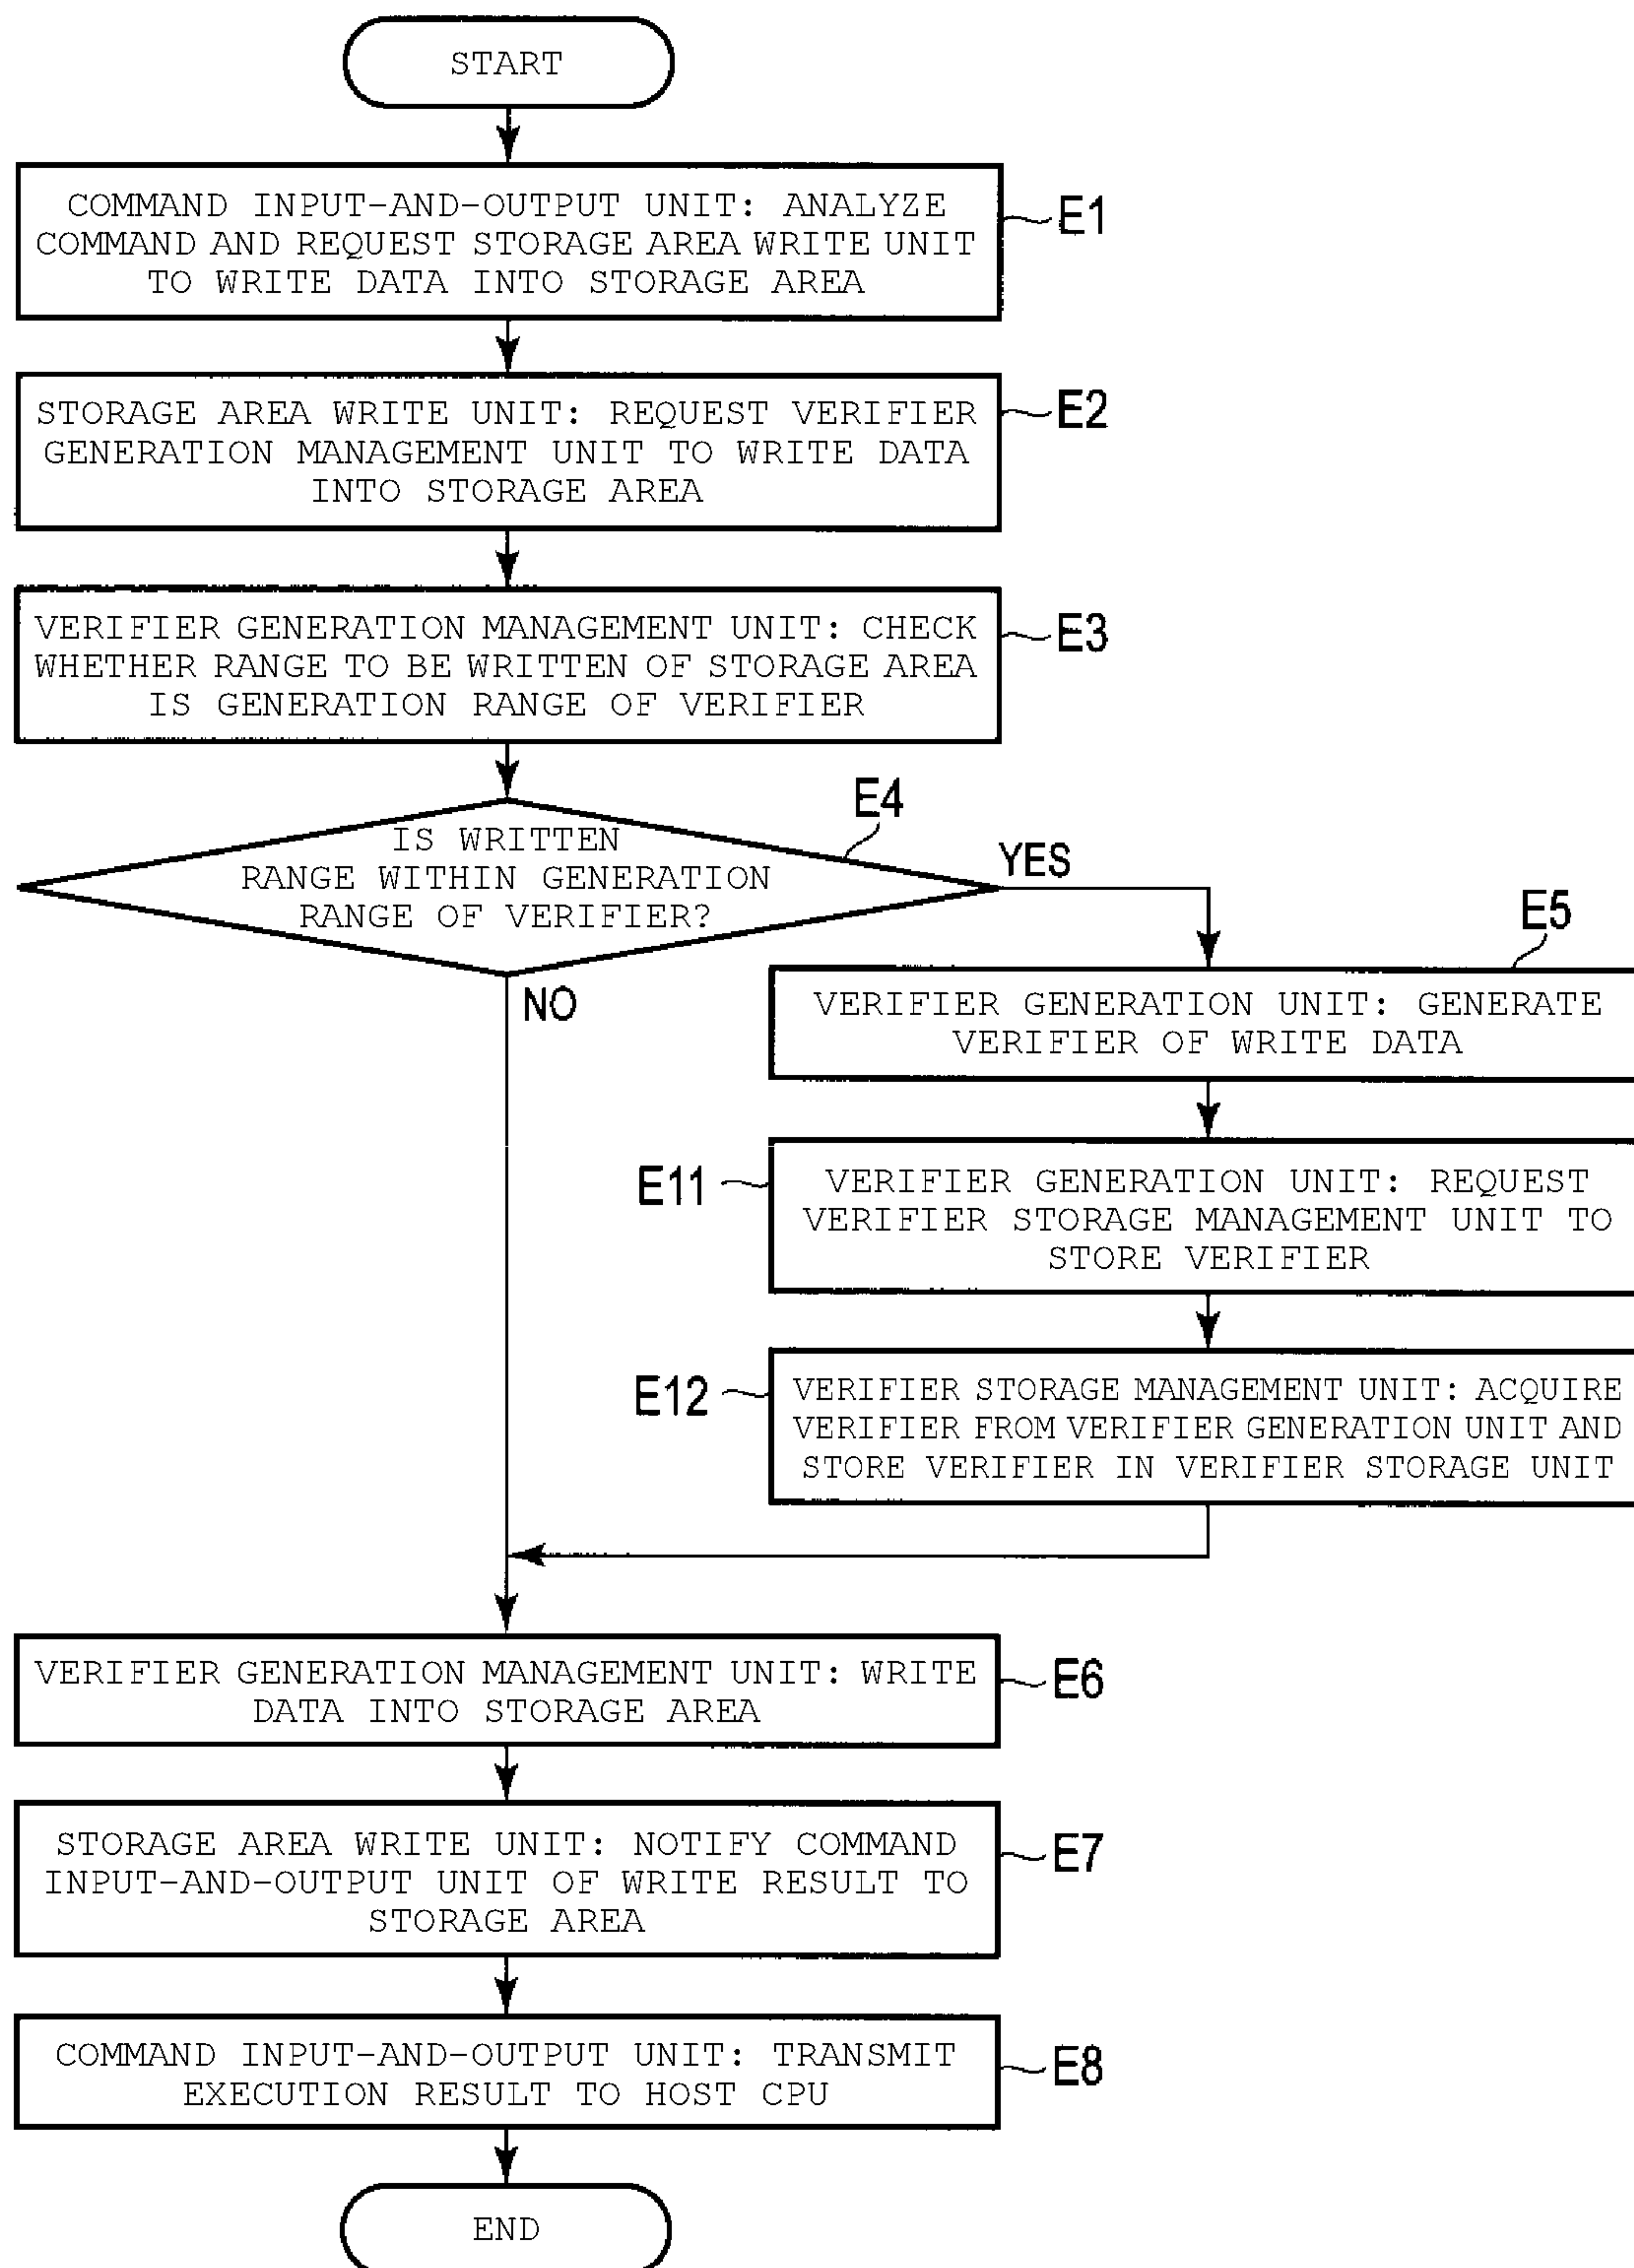 START
COMMAND INPUT-AND-OUTPUT UNIT: ANALYZE
COMMAND AND REQUEST STORAGE AREA WRITE UNIT
TO WRITE DATA INTO STORAGE AREA
E1
STORAGE AREA WRITE UNIT: REQUEST VERIFIER
GENERATION MANAGEMENT UNIT TO WRITE DATA
INTO STORAGE AREA
E2
VERIFIER GENERATION MANAGEMENT UNIT: CHECK
WHETHER RANGE TO BE WRITTEN OF STORAGE AREA
IS GENERATION RANGE OF VERIFIER
E3
E4
IS WRITTEN
RANGE WITHIN GENERATION
RANGE OF VERIFIER?
YES
NO
E5
VERIFIER GENERATION UNIT: GENERATE
VERIFIER OF WRITE DATA
E11
VERIFIER GENERATION UNIT: REQUEST
VERIFIER STORAGE MANAGEMENT UNIT TO
STORE VERIFIER
E12
VERIFIER STORAGE MANAGEMENT UNIT: ACQUIRE
VERIFIER FROM VERIFIER GENERATION UNIT AND
STORE VERIFIER IN VERIFIER STORAGE UNIT
VERIFIER GENERATION MANAGEMENT UNIT: WRITE
DATA INTO STORAGE AREA
E6
STORAGE AREA WRITE UNIT: NOTIFY COMMAND
INPUT-AND-OUTPUT UNIT OF WRITE RESULT TO
STORAGE AREA
E7
COMMAND INPUT-AND-OUTPUT UNIT: TRANSMIT
EXECUTION RESULT TO HOST CPU
E8
END